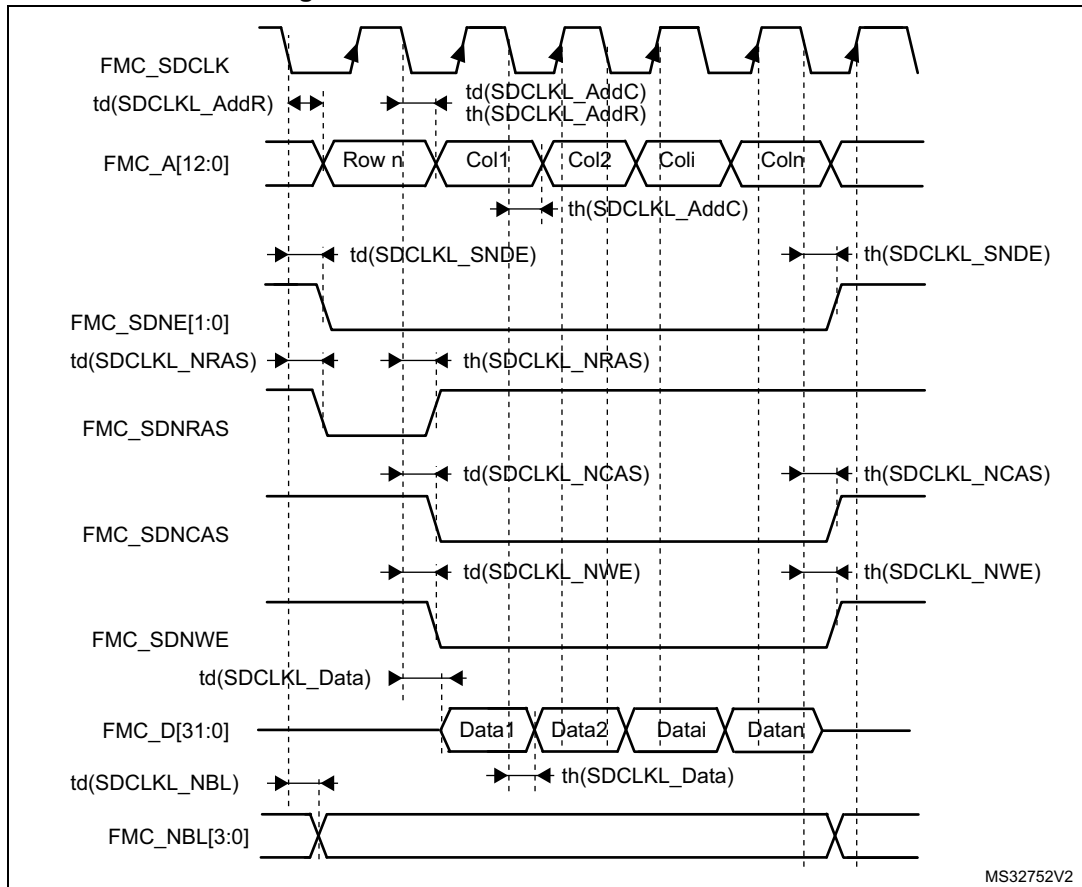 FMC_SDCLK
td(SDCLKL_AddR)
td(SDCLKL_AddC)
th(SDCLKL_AddR)
FMC_A[12:0]
Row n
Col1
Col2
Coli
Coln
th(SDCLKL_AddC)
td(SDCLKL_SNDE)
th(SDCLKL_SNDE)
FMC_SDNE[1:0]
td(SDCLKL_NRAS)
th(SDCLKL_NRAS)
FMC_SDNRAS
td(SDCLKL_NCAS)
th(SDCLKL_NCAS)
FMC_SDNCAS
td(SDCLKL_NWE)
th(SDCLKL_NWE)
FMC_SDNWE
td(SDCLKL_Data)
FMC_D[31:0]
Data1
Data2
Datai
Datan
th(SDCLKL_Data)
td(SDCLKL_NBL)
FMC_NBL[3:0]
MS32752V2